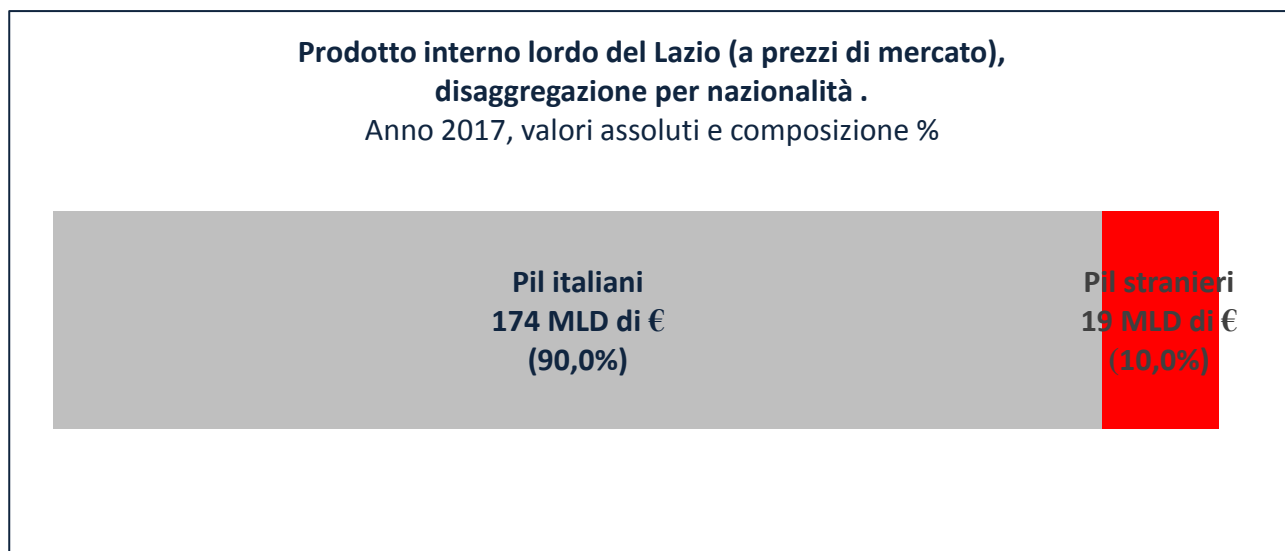 Prodotto interno lordo del Lazio (a prezzi di mercato),
disaggregazione per nazionalità .
Anno 2017, valori assoluti e composizione %
Pil italiani
174 MLD di €
(90,0%)
Pil stranieri
19 MLD di €
(10,0%)